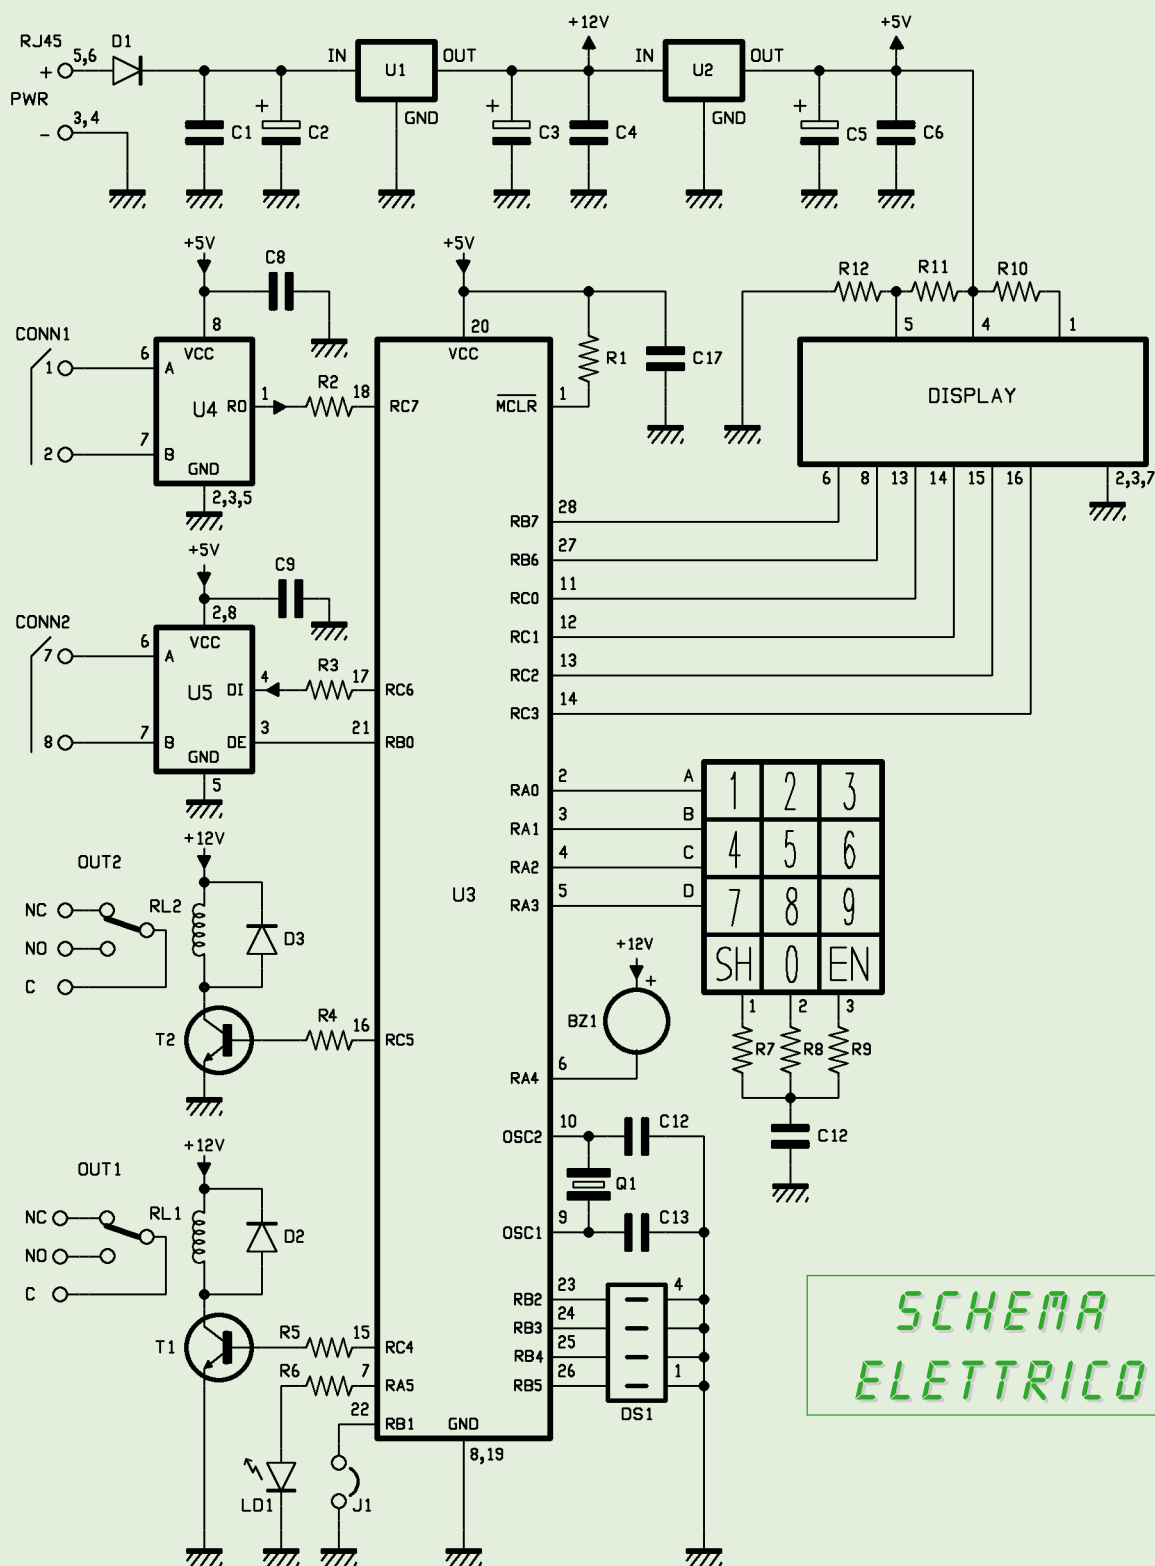 +12V +5V
RJ45 5,6 D1 IN U1 OUT IN U2 OUT
+
PWR GND GND
3,4
-
+ C1 C2 + C3 C4 + C5 C6
+5V C8 +5V
R12 R11 R10
8 20 5 4 1
CONN1 VCC VCC
1 6 A R2 R1 C17
U4 RO 1 18 RC7 MCLR 1 DISPLAY
2 7 B
GND
2,3,5 6 8 13 14 15 16 2,3,7
RB7 28
+5V C9 RB6 27
RC0 11
2,8 RC1 12
CONN2 VCC
7 6 A R3 RC2 13
U5 DI 4 17 RC6 RC3 14
8 7 B DE 3 21 RB0
GND
5
RA0 2 A 1 2 3
RA1 3 B
RA2 4 C 4 5 6
+12V
OUT2 U3 RA3 5 D 7 8 9
NC RL2
NO D3 +12V SH 0 EN
C + 1 2 3
BZ1
T2 R4 16 RC5 R7 R8 R9
RA4 6
OSC2 10 C12 C12
+12V
OUT1 Q1
NC RL1 OSC1 9 C13
NO D2
C
RB2 23 4
RB3 24
RB4 25
RB5 26 1
DS1
T1 R5 15 RC4
R6 7 RA5
22 RB1 GND
8,19
LD1 J1
SCHEMA
ELETTRICO